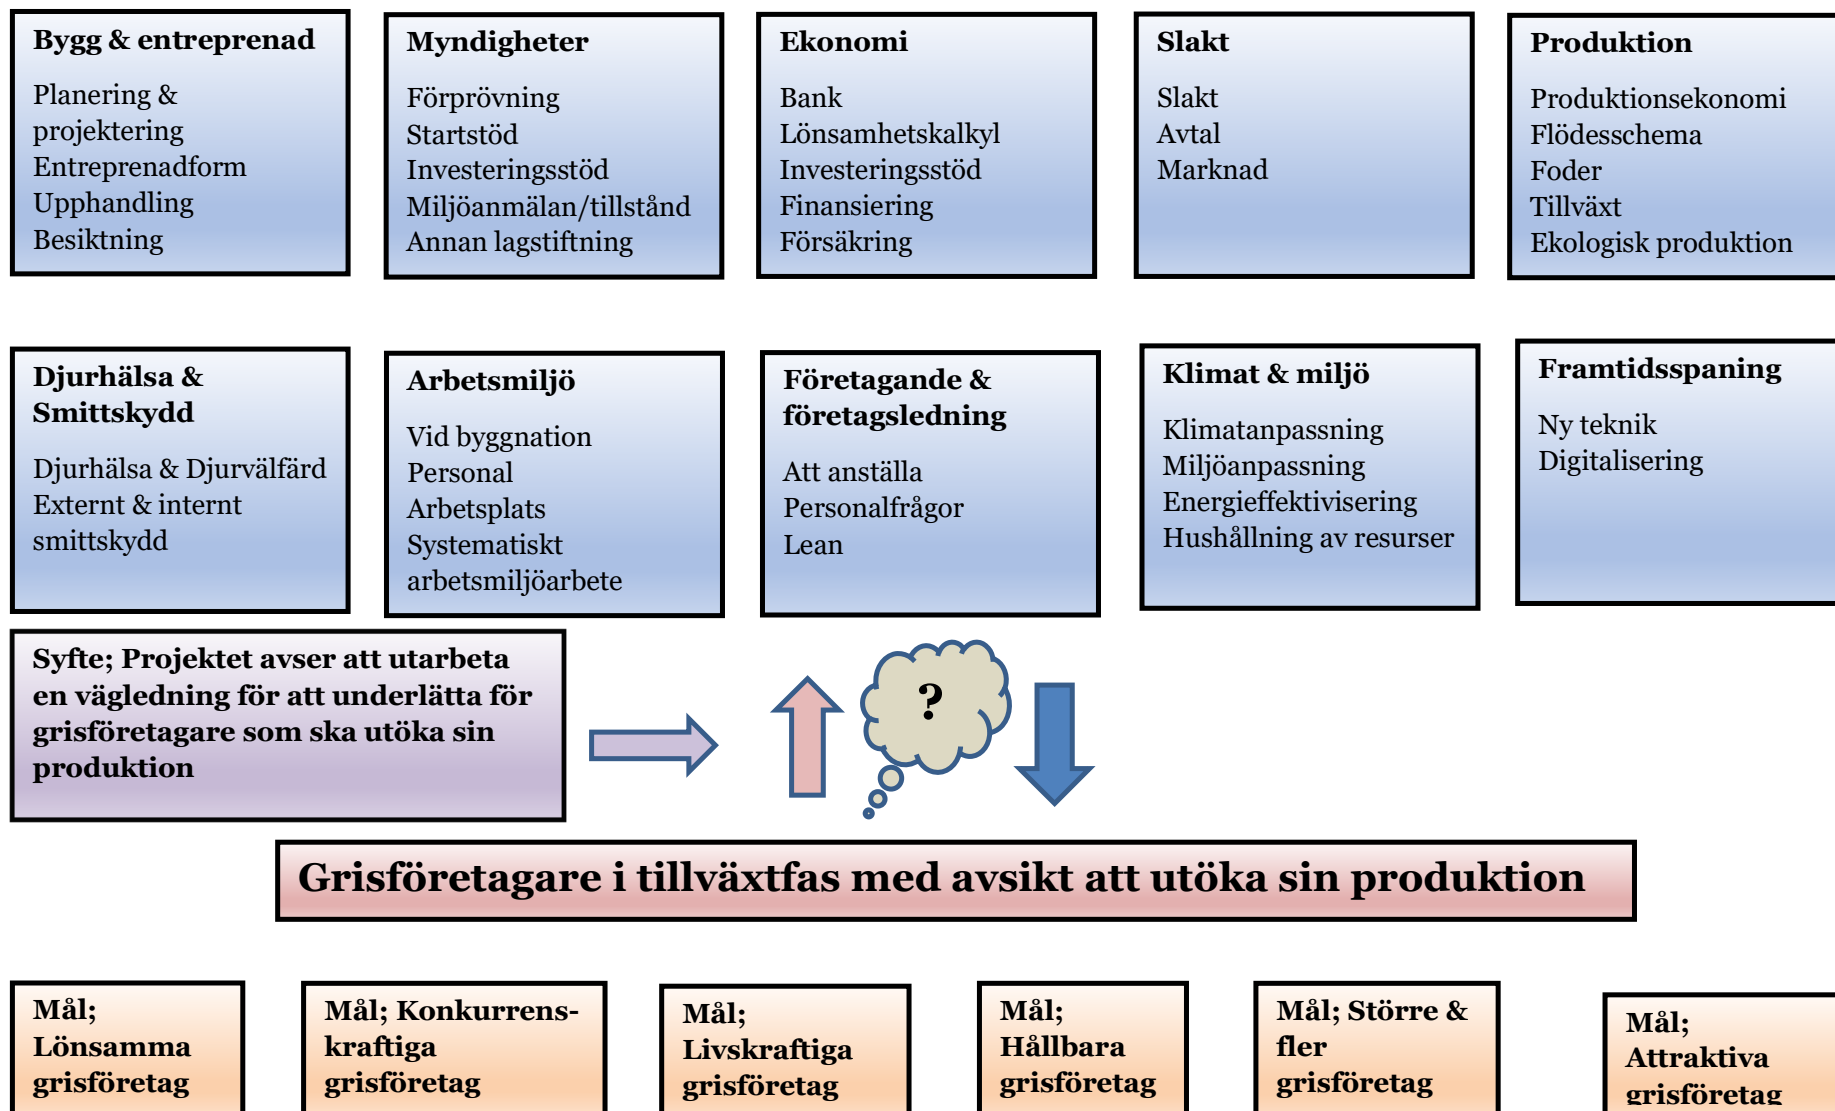 Bygg & entreprenad
Planering &
projektering
Entreprenadform
Upphandling
Besiktning
Myndigheter
Förprövning
Startstöd
Investeringsstöd
Miljöanmälan/tillstånd
Annan lagstiftning
Ekonomi
Bank
Lönsamhetskalkyl
Investeringsstöd
Finansiering
Försäkring
Slakt
Slakt
Avtal
Marknad
Produktion
Produktionsekonomi
Flödesschema
Foder
Tillväxt
Ekologisk produktion
Djurhälsa &
Smittskydd
Djurhälsa & Djurvälfärd
Externt & internt
smittskydd
Arbetsmiljö
Vid byggnation
Personal
Arbetsplats
Systematiskt
arbetsmiljöarbete
Företagande &
företagsledning
Att anställa
Personalfrågor
Lean
Klimat & miljö
Klimatanpassning
Miljöanpassning
Energieffektivisering
Hushållning av resurser
Framtidsspaning
Ny teknik
Digitalisering
Syfte; Projektet avser att utarbeta
en vägledning för att underlätta för
grisföretagare som ska utöka sin
produktion
?
Grisföretagare i tillväxtfas med avsikt att utöka sin produktion
Mål;
Lönsamma
grisföretag
Mål; Konkurrens-
kraftiga
grisföretag
Mål;
Livskraftiga
grisföretag
Mål;
Hållbara
grisföretag
Mål; Större &
fler
grisföretag
Mål;
Attraktiva
grisföretag